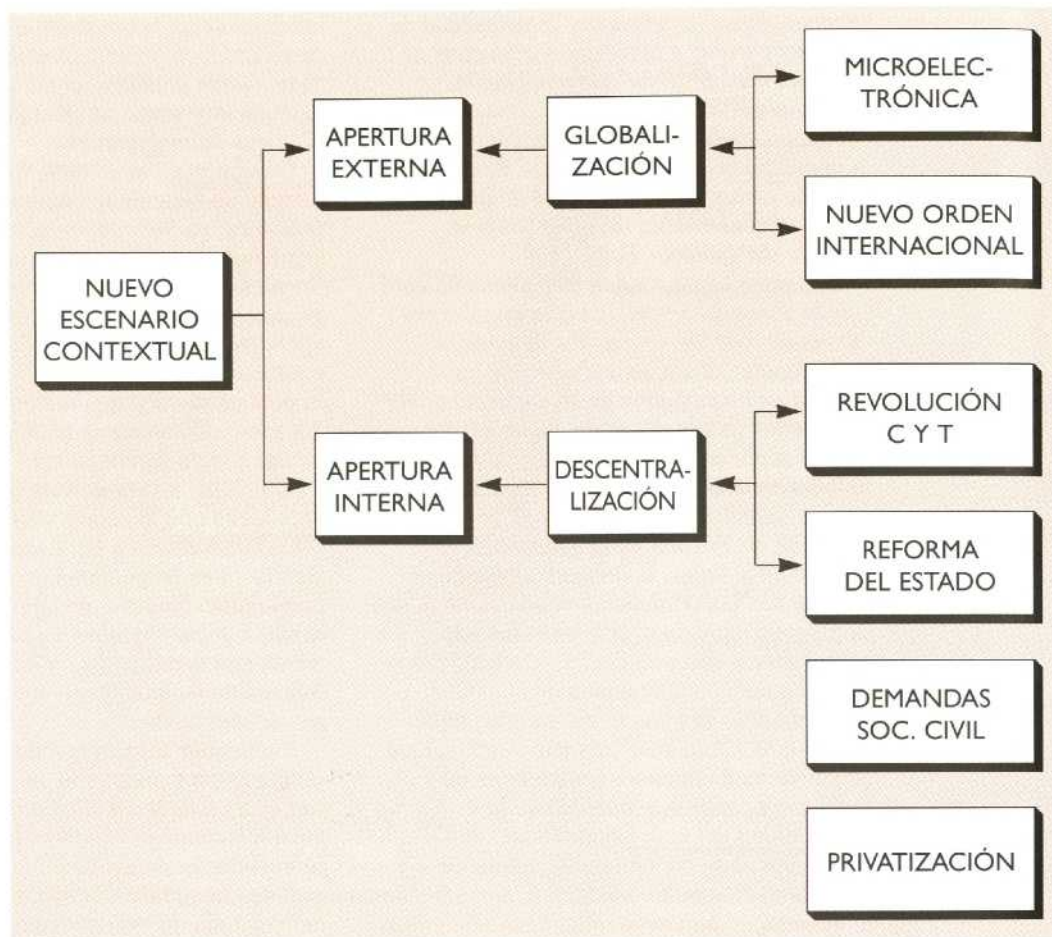 MICROELEC-
TRÓNICA
APERTURA
EXTERNA
GLOBALI-
ZACIÓN
NUEVO ORDEN
INTERNACIONAL
NUEVO
ESCENARIO
CONTEXTUAL
REVOLUCIÓN
C Y T
APERTURA
INTERNA
DESCENTRA-
LIZACIÓN
REFORMA
DEL ESTADO
DEMANDAS
SOC. CIVIL
PRIVATIZACIÓN